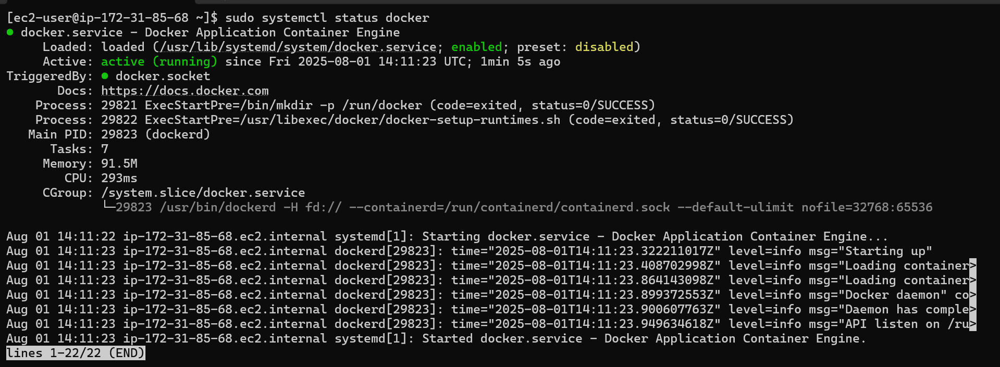 [ec2-user@ip-172-31-85-68 ~]$ sudo systemctl status docker
● docker.service - Docker Application Container Engine
     Loaded: loaded (/usr/lib/systemd/system/docker.service; enabled; preset: disabled)
     Active: active (running) since Fri 2025-08-01 14:11:23 UTC; 1min 5s ago
TriggeredBy: ● docker.socket
       Docs: https://docs.docker.com
    Process: 29821 ExecStartPre=/bin/mkdir -p /run/docker (code=exited, status=0/SUCCESS)
    Process: 29822 ExecStartPre=/usr/libexec/docker/docker-setup-runtimes.sh (code=exited, status=0/SUCCESS)
   Main PID: 29823 (dockerd)
      Tasks: 7
     Memory: 91.5M
        CPU: 293ms
     CGroup: /system.slice/docker.service
             └─29823 /usr/bin/dockerd -H fd:// --containerd=/run/containerd/containerd.sock --default-ulimit nofile=32768:65536

Aug 01 14:11:22 ip-172-31-85-68.ec2.internal systemd[1]: Starting docker.service - Docker Application Container Engine...
Aug 01 14:11:23 ip-172-31-85-68.ec2.internal dockerd[29823]: time="2025-08-01T14:11:23.322211017Z" level=info msg="Starting up"
Aug 01 14:11:23 ip-172-31-85-68.ec2.internal dockerd[29823]: time="2025-08-01T14:11:23.408702998Z" level=info msg="Loading container>
Aug 01 14:11:23 ip-172-31-85-68.ec2.internal dockerd[29823]: time="2025-08-01T14:11:23.864143098Z" level=info msg="Loading container>
Aug 01 14:11:23 ip-172-31-85-68.ec2.internal dockerd[29823]: time="2025-08-01T14:11:23.899372553Z" level=info msg="Docker daemon" co>
Aug 01 14:11:23 ip-172-31-85-68.ec2.internal dockerd[29823]: time="2025-08-01T14:11:23.900607763Z" level=info msg="Daemon has comple>
Aug 01 14:11:23 ip-172-31-85-68.ec2.internal dockerd[29823]: time="2025-08-01T14:11:23.949634618Z" level=info msg="API listen on /ru>
Aug 01 14:11:23 ip-172-31-85-68.ec2.internal systemd[1]: Started docker.service - Docker Application Container Engine.
lines 1-22/22 (END)